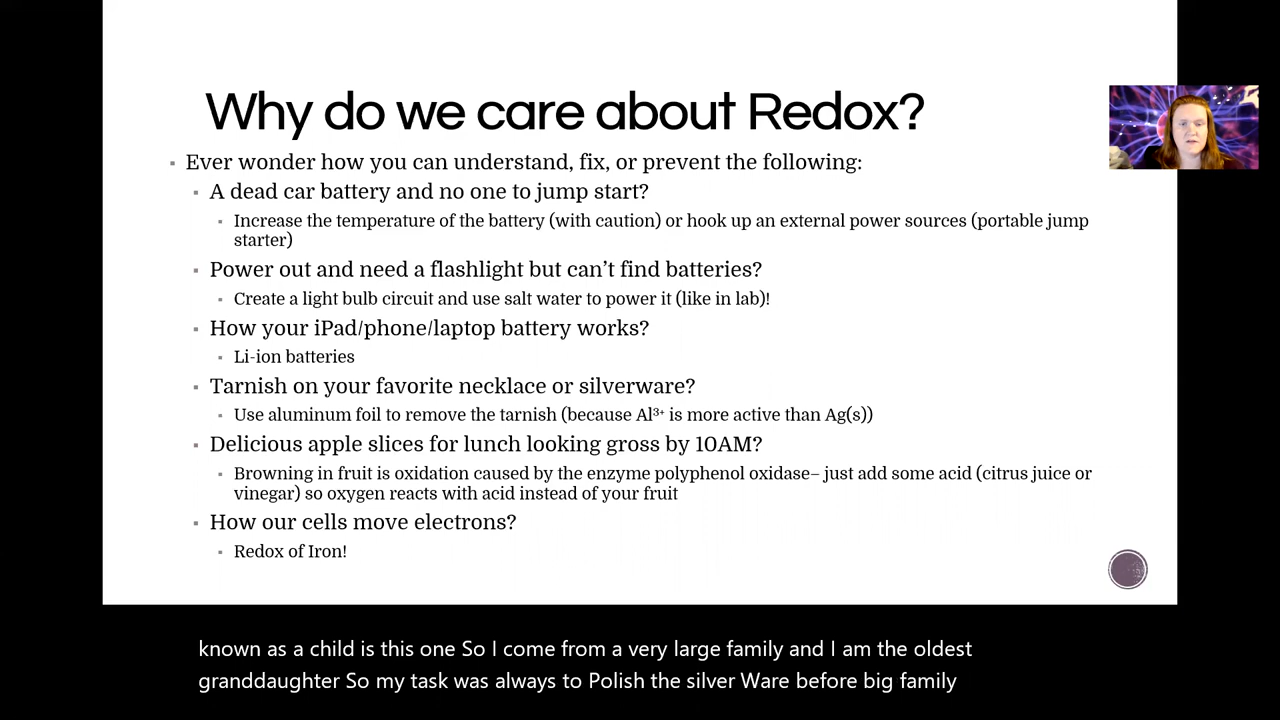 Why do we care about Redox?
▪ Ever wonder how you can understand, fix, or prevent the following:
▪ A dead car battery and no one to jump start?
▪ Increase the temperature of the battery (with caution) or hook up an external power sources (portable jump
starter)
▪ Power out and need a flashlight but can’t find batteries?
▪ Create a light bulb circuit and use salt water to power it (like in lab)!
▪ How your iPad/phone/laptop battery works?
▪ Li-ion batteries
▪ Tarnish on your favorite necklace or silverware?
▪ Use aluminum foil to remove the tarnish (because Al³⁺ is more active than Ag(s))
▪ Delicious apple slices for lunch looking gross by 10AM?
▪ Browning in fruit is oxidation caused by the enzyme polyphenol oxidase– just add some acid (citrus juice or
vinegar) so oxygen reacts with acid instead of your fruit
▪ How our cells move electrons?
▪ Redox of Iron!
known as a child is this one So I come from a very large family and I am the oldest
granddaughter So my task was always to Polish the silver Ware before big family